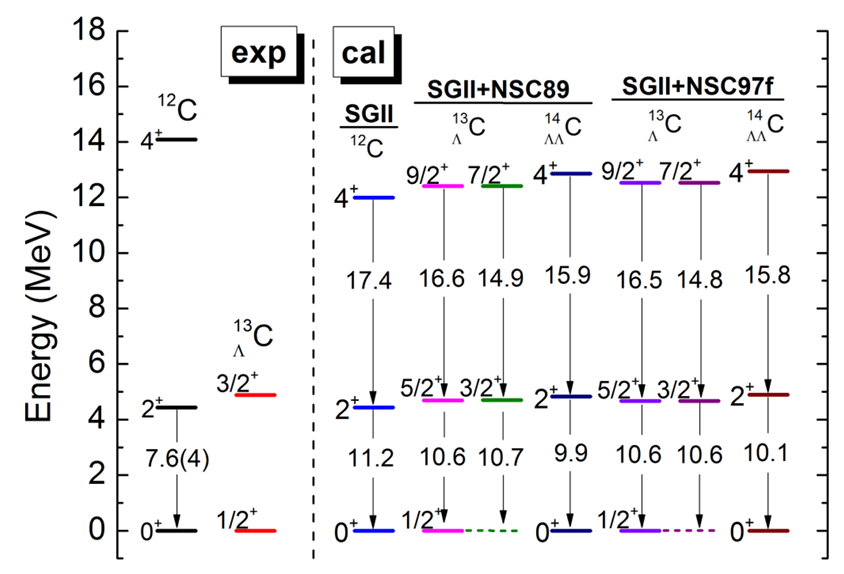 18
16
14
12
10
8
6
4
2
0
Energy (MeV)
exp
cal
¹²C
4⁺
¹³ΛC
3/2⁺
2⁺
7.6(4)
0⁺
1/2⁺
SGII
¹²C
4⁺
17.4
2⁺
11.2
0⁺
SGII+NSC89
¹³ΛC
¹⁴ΛΛC
9/2⁺ 7/2⁺ 4⁺
16.6 14.9 15.9
5/2⁺ 3/2⁺ 2⁺
10.6 10.7 9.9
1/2⁺ 0⁺
SGII+NSC97f
¹³ΛC
¹⁴ΛΛC
9/2⁺ 7/2⁺ 4⁺
16.5 14.8 15.8
5/2⁺ 3/2⁺ 2⁺
10.6 10.6 10.1
1/2⁺ 0⁺